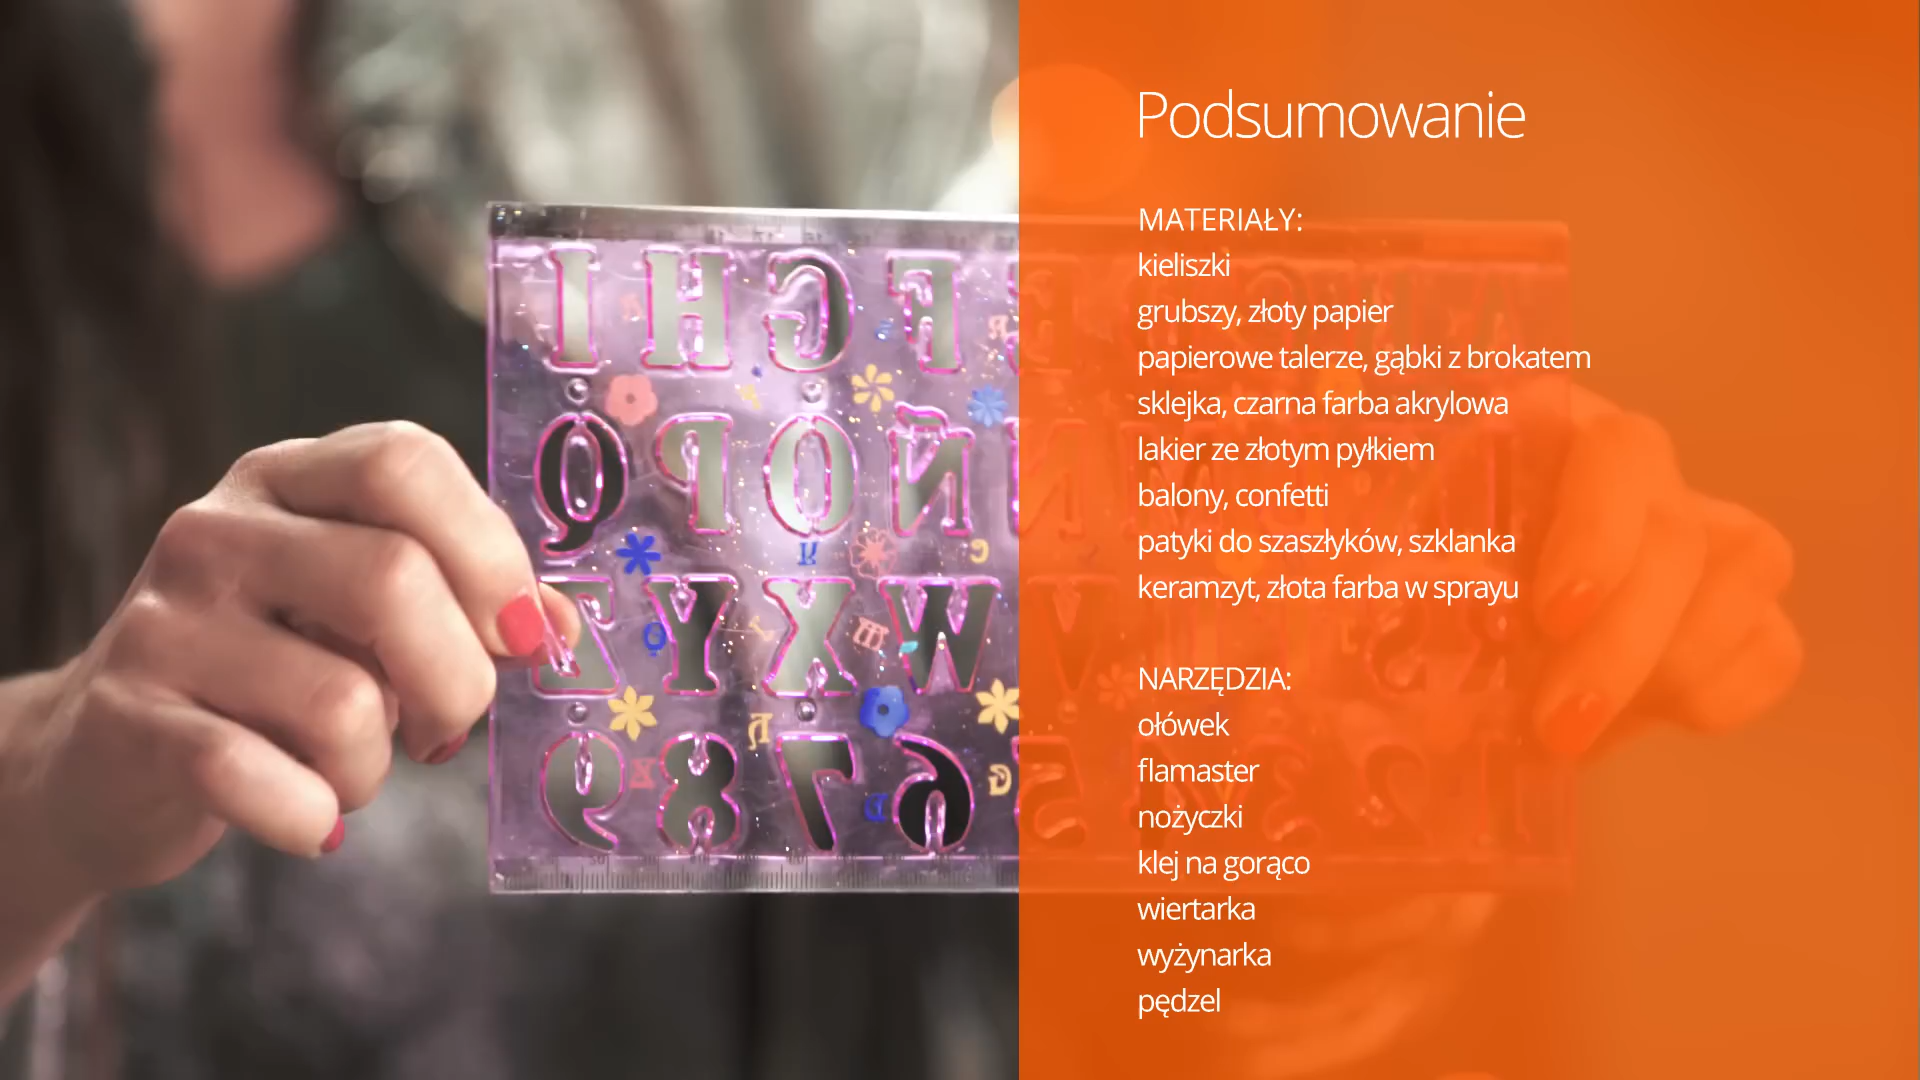 Podsumowanie
MATERIAŁY:
kieliszki
grubszy, złoty papier
papierowe talerze, gąbki z brokatem
sklejka, czarna farba akrylowa
lakier ze złotym pyłkiem
balony, confetti
patyki do szaszłyków, szklanka
keramzyt, złota farba w sprayu
NARZĘDZIA:
ołówek
flamaster
nożyczki
klej na gorąco
wiertarka
wyżynarka
pędzel